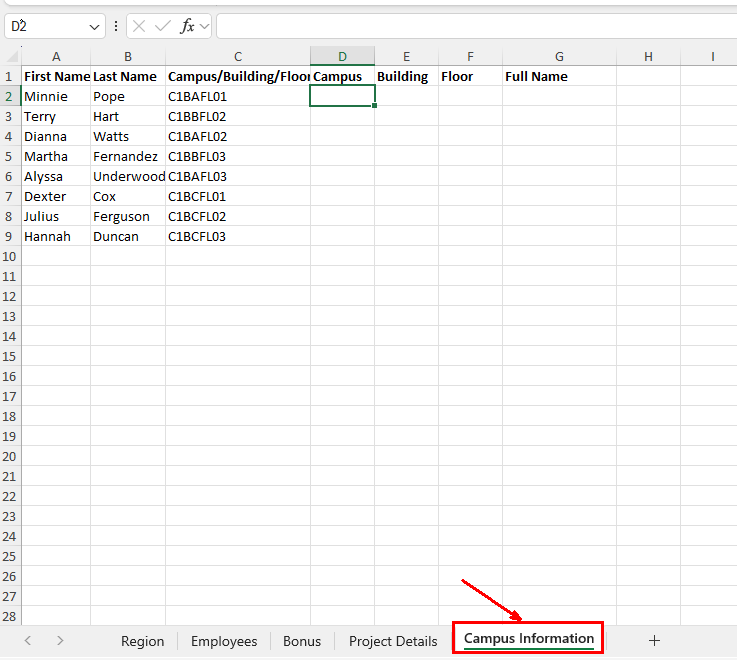 D2 fx
A B C D E F G H I
1 First Name Last Name Campus/Building/Floor Campus Building Floor Full Name
2 Minnie Pope C1BAFL01
3 Terry Hart C1BBFL02
4 Dianna Watts C1BAFL02
5 Martha Fernandez C1BBFL03
6 Alyssa Underwood C1BAFL03
7 Dexter Cox C1BCFL01
8 Julius Ferguson C1BCFL02
9 Hannah Duncan C1BCFL03
10
11
12
13
14
15
16
17
18
19
20
21
22
23
24
25
26
27
28
Region Employees Bonus Project Details Campus Information